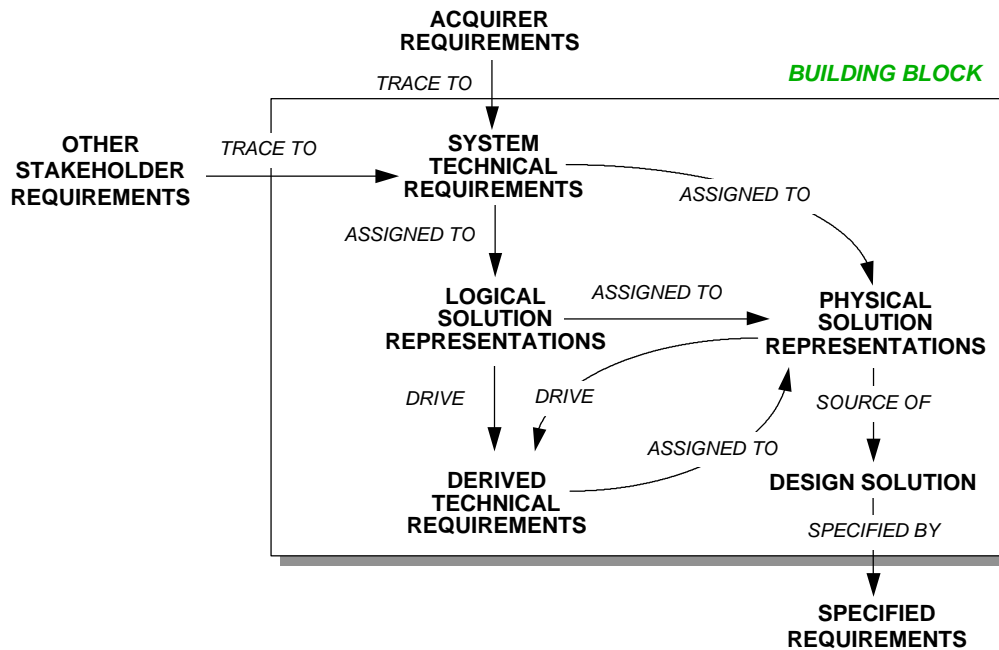 ACQUIRER
REQUIREMENTS
BUILDING BLOCK
TRACE TO
OTHER
STAKEHOLDER
REQUIREMENTS
TRACE TO
SYSTEM
TECHNICAL
REQUIREMENTS
ASSIGNED TO
ASSIGNED TO
LOGICAL
SOLUTION
REPRESENTATIONS
ASSIGNED TO
PHYSICAL
SOLUTION
REPRESENTATIONS
DRIVE
DRIVE
SOURCE OF
ASSIGNED TO
DERIVED
TECHNICAL
REQUIREMENTS
DESIGN SOLUTION
SPECIFIED BY
SPECIFIED
REQUIREMENTS